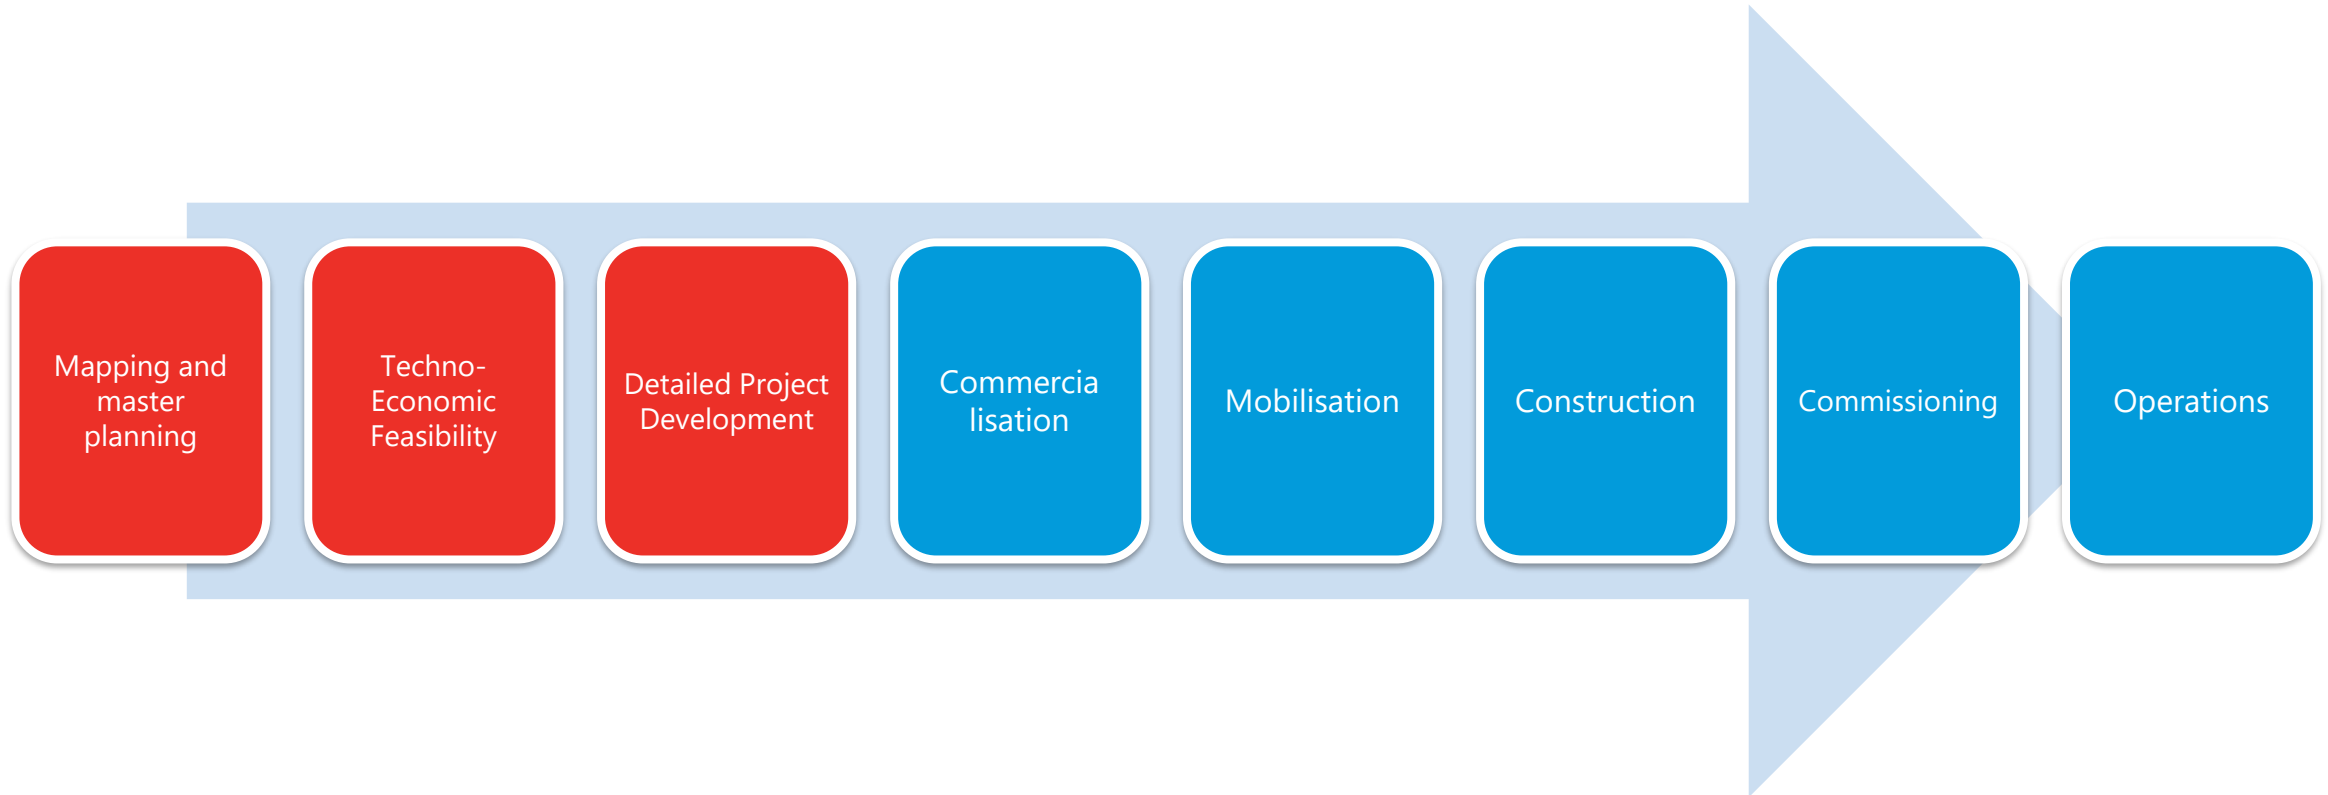 Mapping and
master
planning
Techno-
Economic
Feasibility
Detailed Project
Development
Commercia
lisation
Mobilisation
Construction
Commissioning
Operations